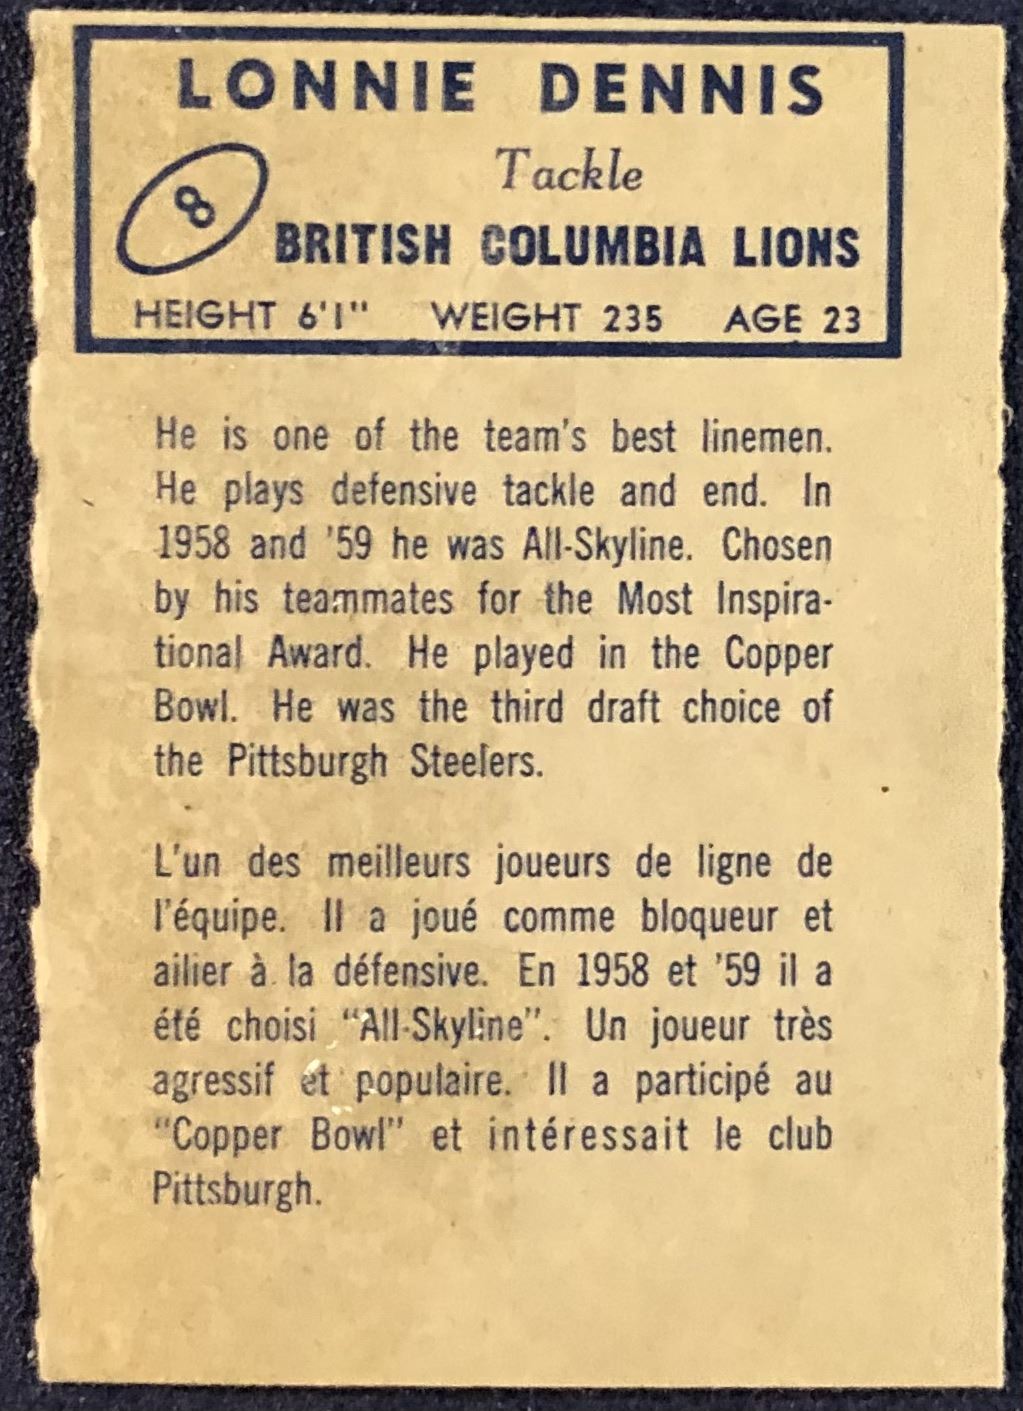 LONNIE DENNIS
Tackle
8
BRITISH COLUMBIA LIONS
HEIGHT 6'1" WEIGHT 235 AGE 23
He is one of the team's best linemen.
He plays defensive tackle and end. In
1958 and '59 he was All-Skyline. Chosen
by his teammates for the Most Inspira-
tional Award. He played in the Copper
Bowl. He was the third draft choice of
the Pittsburgh Steelers.
L'un des meilleurs joueurs de ligne de
l'équipe. Il a joué comme bloqueur et
ailier à la défensive. En 1958 et '59 il a
été choisi "All-Skyline". Un joueur très
agressif et populaire. Il a participé au
"Copper Bowl" et intéressait le club
Pittsburgh.